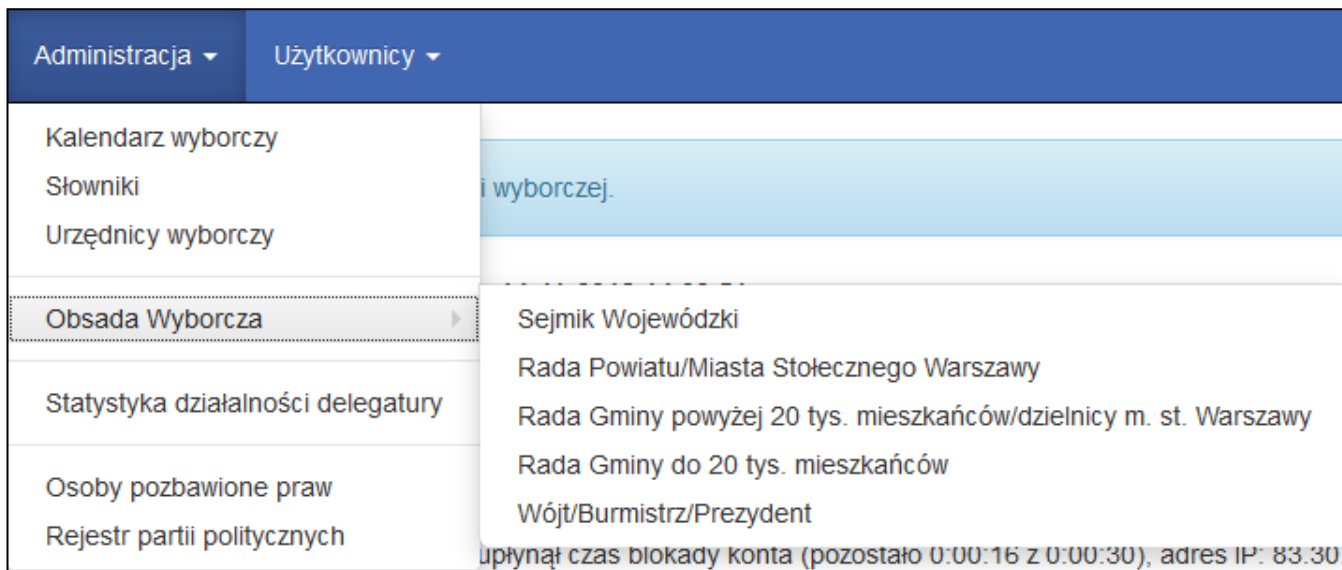 Administracja Użytkownicy
Kalendarz wyborczy
Słowniki
i wyborczej.
Urzędnicy wyborczy
Obsada Wyborcza
Sejmik Wojewódzki
Rada Powiatu/Miasta Stołecznego Warszawy
Rada Gminy powyżej 20 tys. mieszkańców/dzielnicy m. st. Warszawy
Rada Gminy do 20 tys. mieszkańców
Wójt/Burmistrz/Prezydent
Statystyka działalności delegatury
Osoby pozbawione praw
Rejestr partii politycznych
upłynął czas blokady konta (pozostało 0:00:16 z 0:00:30), adres IP: 83.30